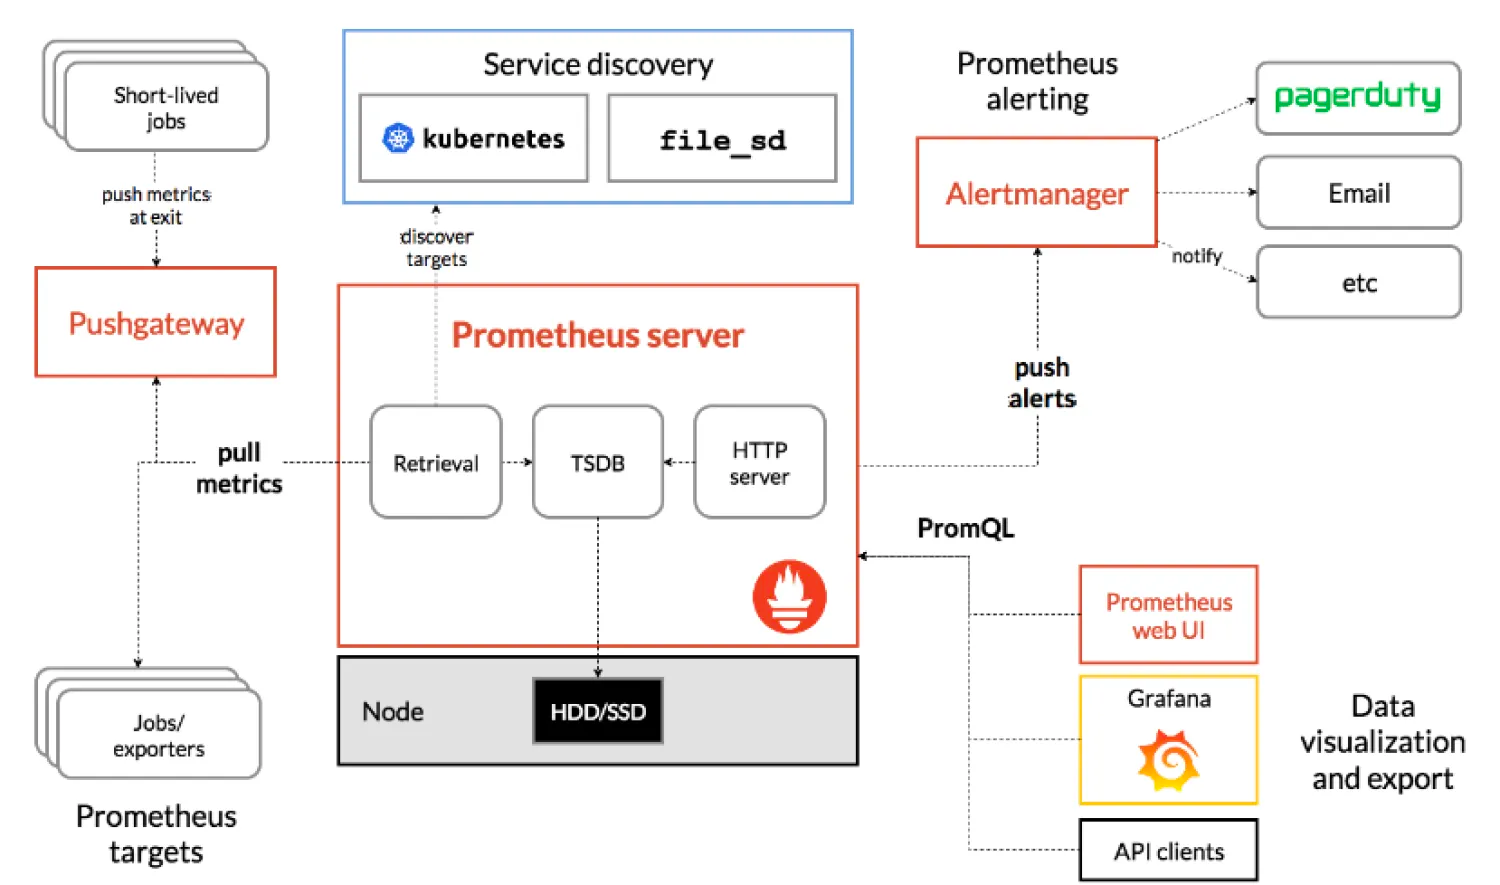 Short-lived
jobs
push metrics
at exit
Pushgateway
pull
metrics
Jobs/
exporters
Prometheus
targets
Service discovery
kubernetes
file_sd
discover
targets
Prometheus server
Retrieval
TSDB
HTTP
server
Node
HDD/SSD
Prometheus
alerting
Alertmanager
pagerduty
Email
notify
etc
push
alerts
PromQL
Prometheus
web UI
Grafana
API clients
Data
visualization
and export